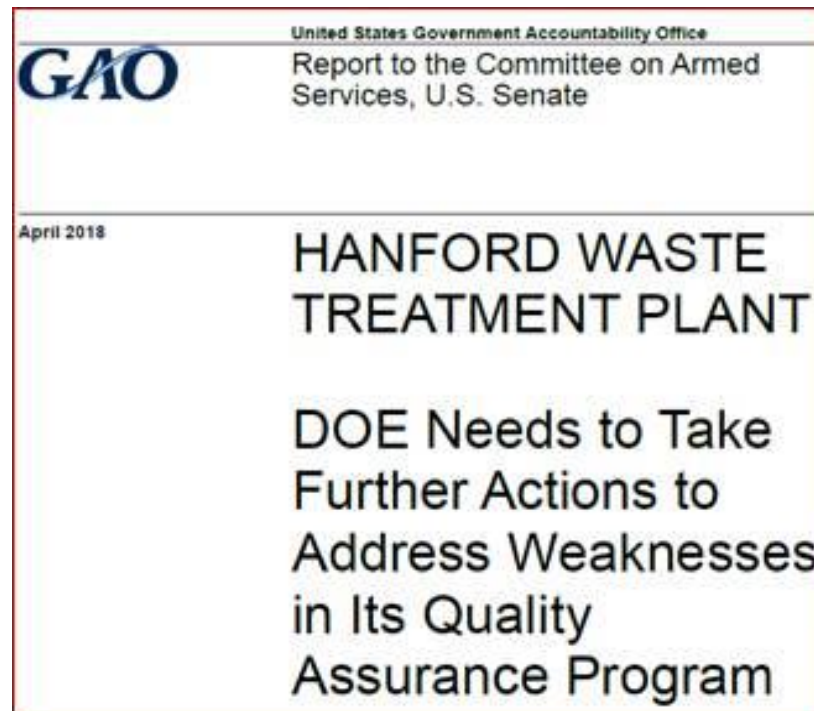 United States Government Accountability Office
GAO
Report to the Committee on Armed
Services, U.S. Senate
April 2018
HANFORD WASTE
TREATMENT PLANT
DOE Needs to Take
Further Actions to
Address Weaknesses
in Its Quality
Assurance Program